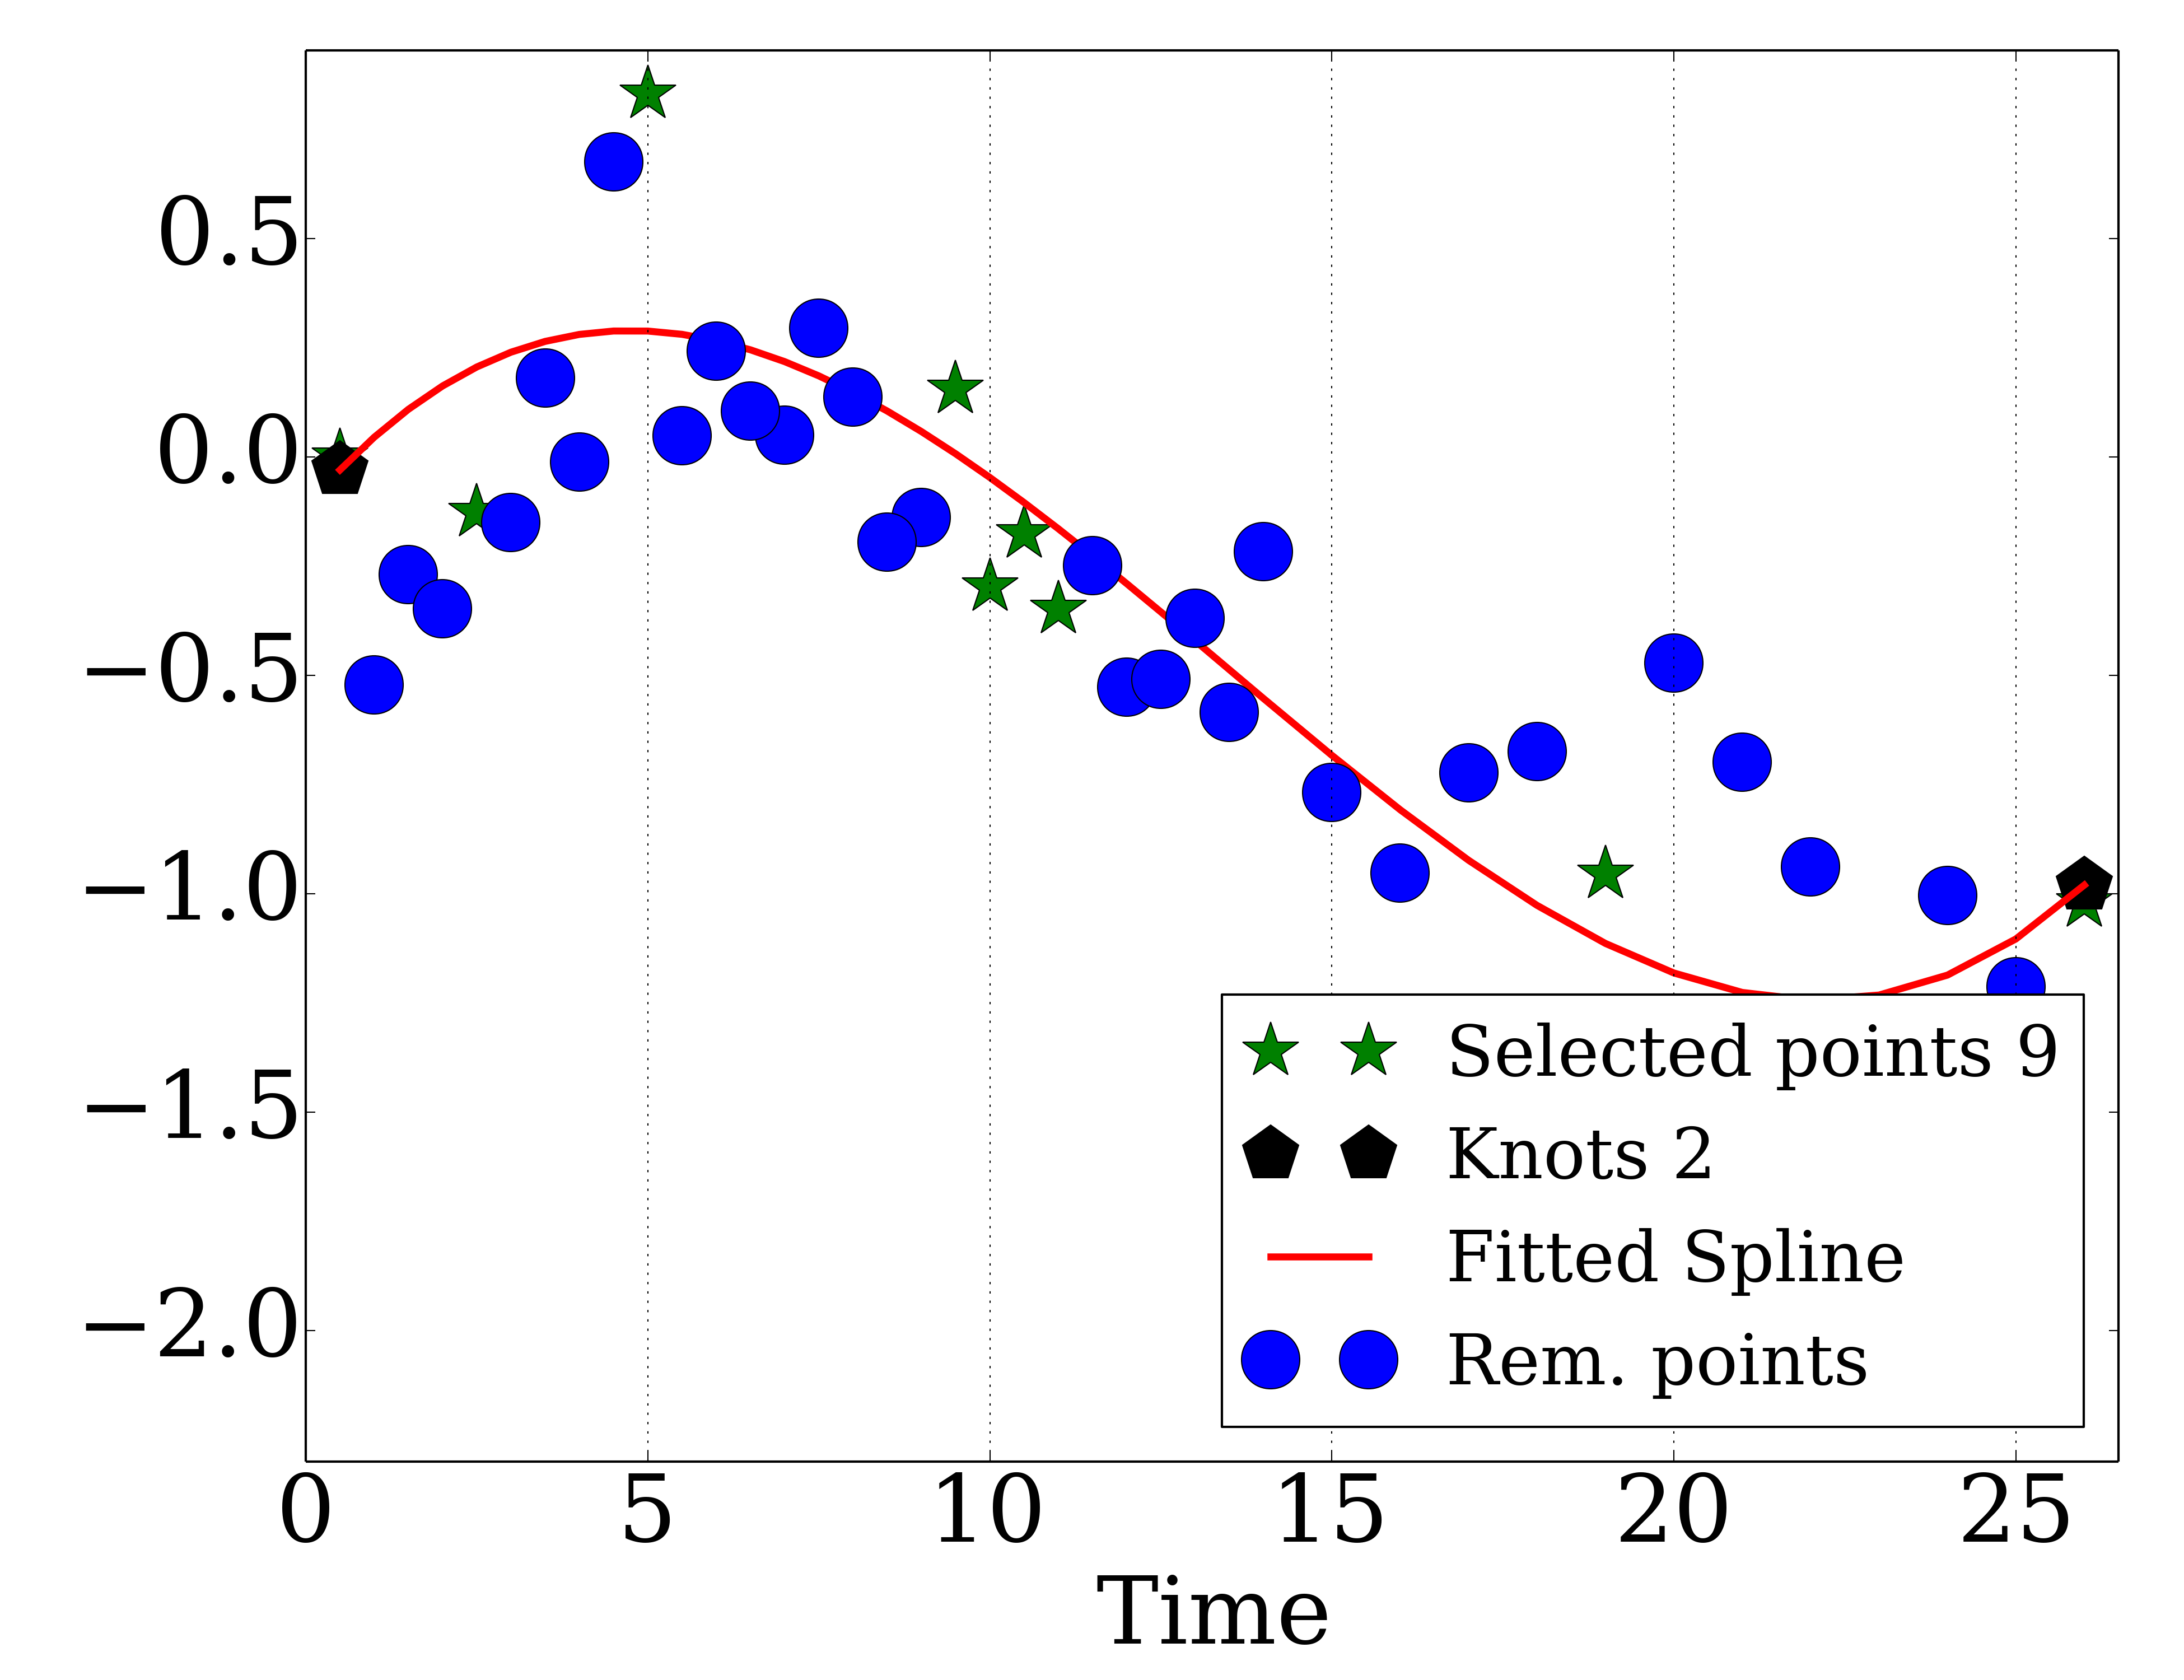 0.5
0.0
−0.5
−1.0
−1.5
−2.0
Selected points 9
Knots 2
Fitted Spline
Rem. points
0 5 10 15 20 25
Time